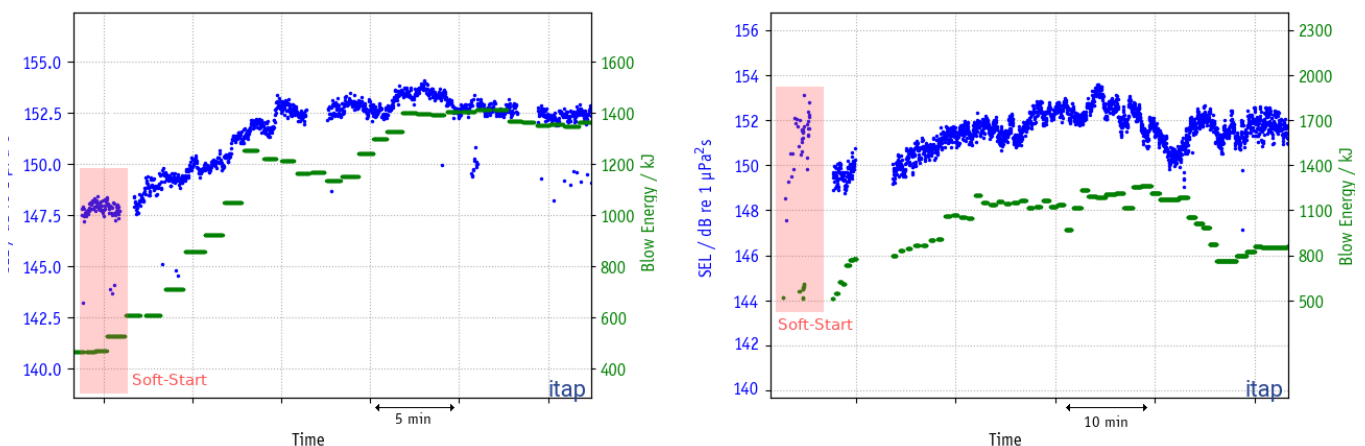 155.0
152.5
150.0
147.5
145.0
142.5
140.0
1600
1400
1200
1000
800
600
400
Blow Energy / kJ
Soft-Start
itap
5 min
Time
SEL / dB re 1 µPa²s
156
154
152
150
148
146
144
142
140
2300
2000
1700
1400
1100
800
500
Blow Energy / kJ
Soft-Start
itap
10 min
Time